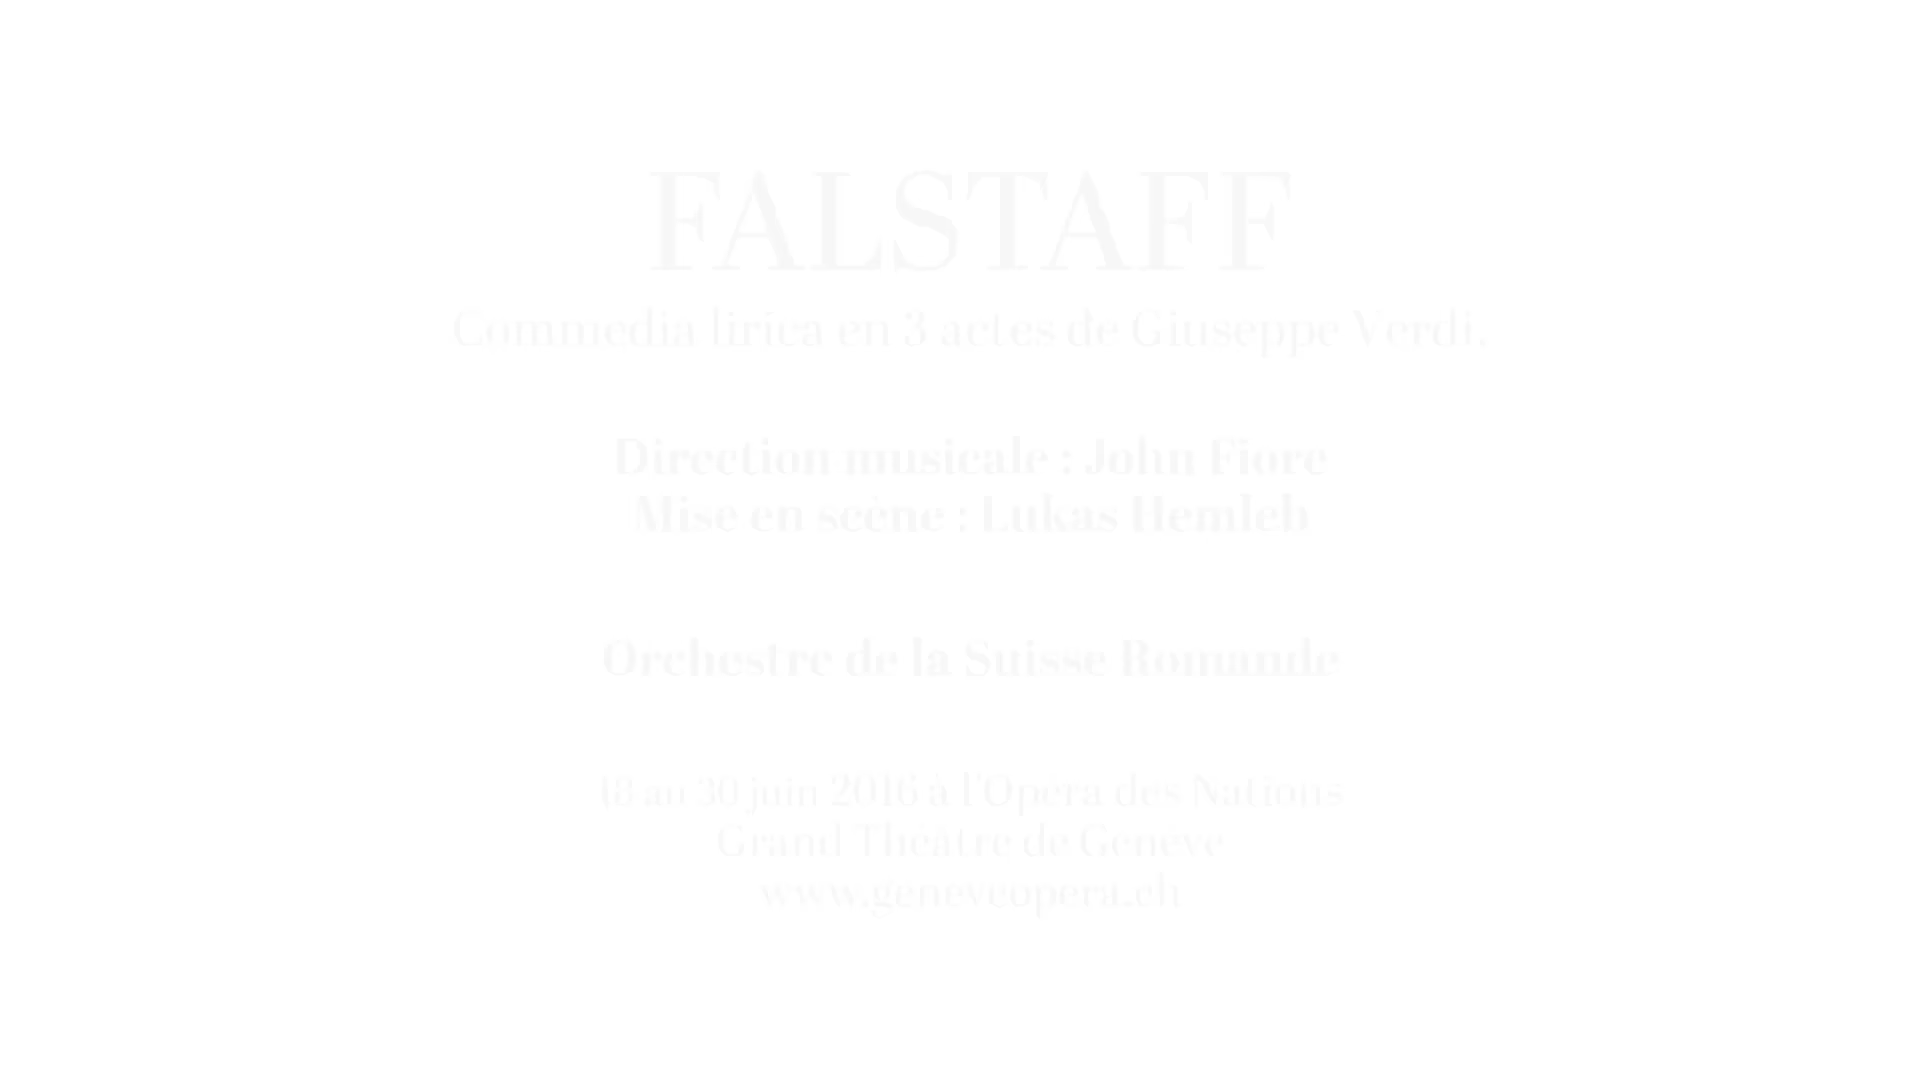 FALSTAFF
Commedia lirica en 3 actes de Giuseppe Verdi.
Direction musicale : John Fiore
Mise en scène : Lukas Hemleb
Orchestre de la Suisse Romande
18 au 30 juin 2016 à l'Opéra des Nations
Grand Théâtre de Genève
www.geneveopera.ch